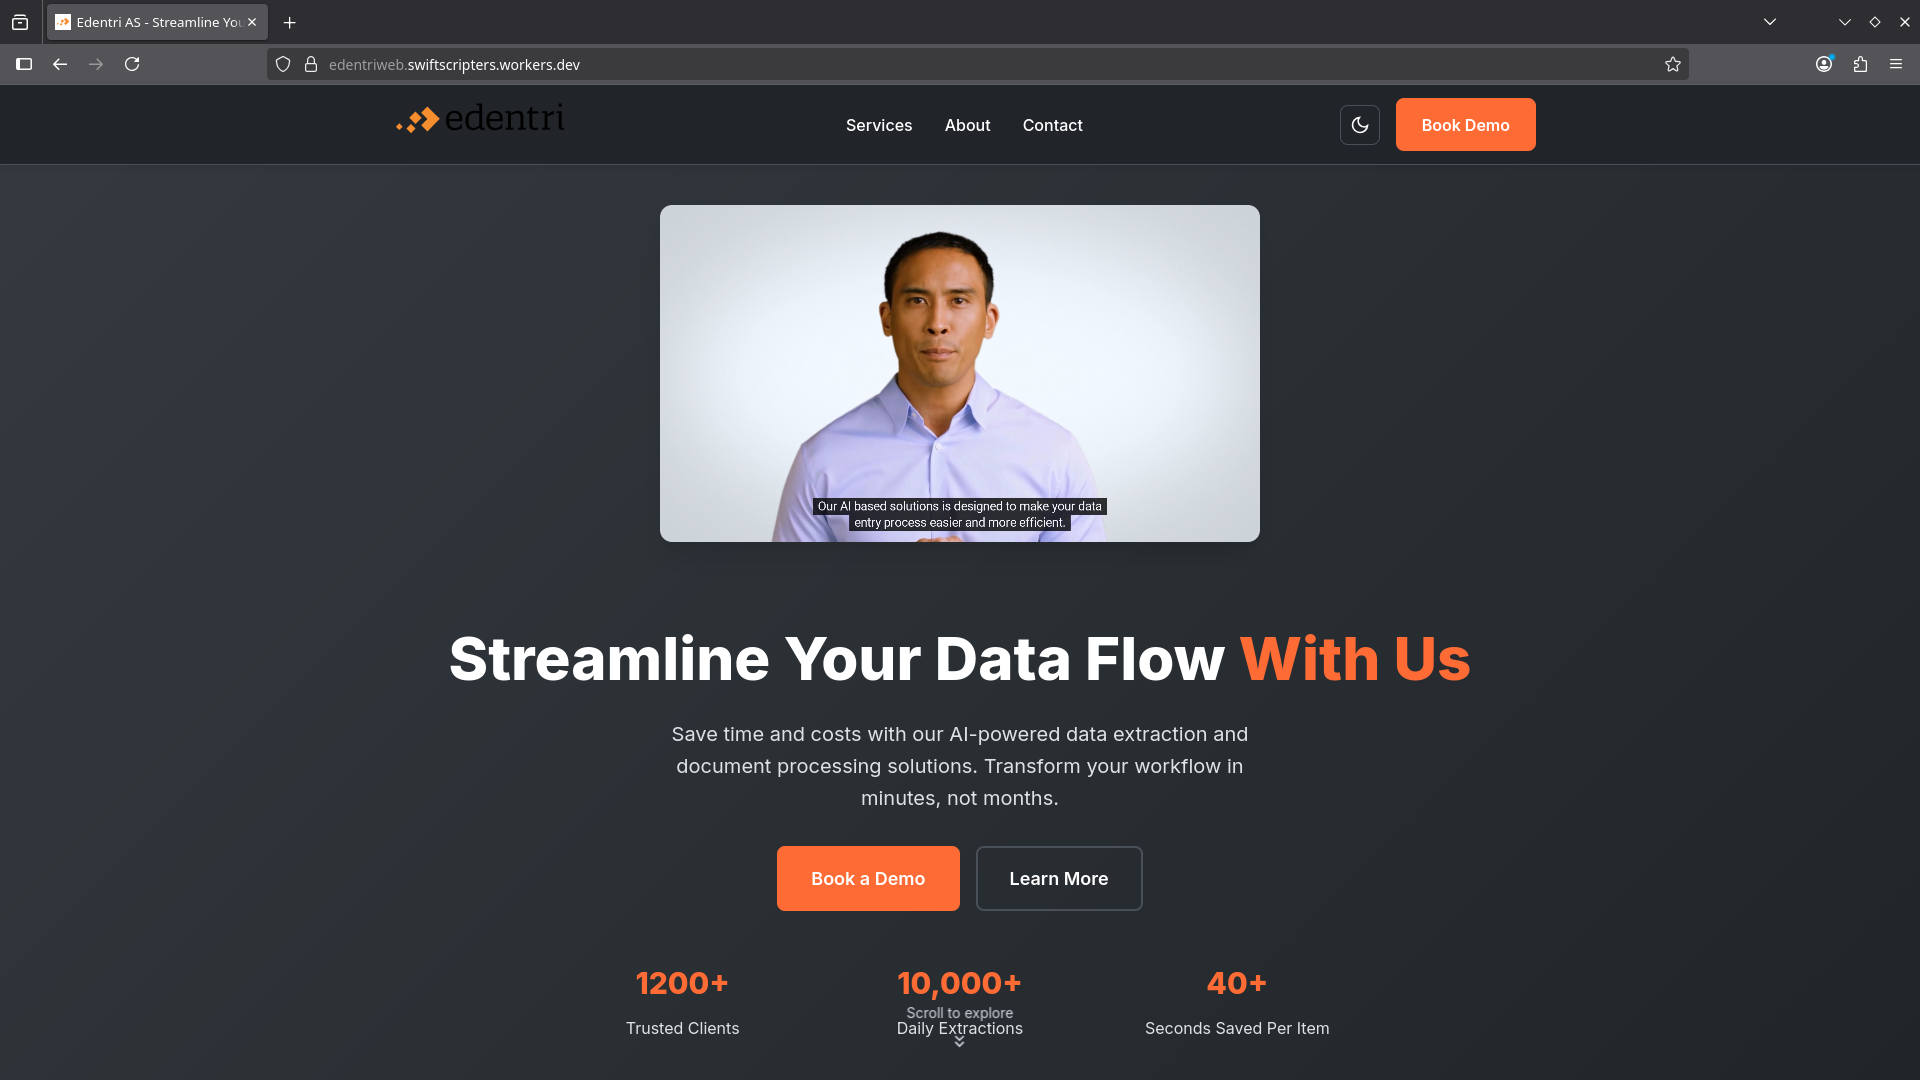 Edentri AS - Streamline You
edentriweb.swiftscripters.workers.dev
edentri
Services
About
Contact
Book Demo
Our AI based solutions is designed to make your data
entry process easier and more efficient.
Streamline Your Data Flow With Us
Save time and costs with our AI-powered data extraction and
document processing solutions. Transform your workflow in
minutes, not months.
Book a Demo
Learn More
1200+
Trusted Clients
10,000+
Scroll to explore
Daily Extractions
40+
Seconds Saved Per Item